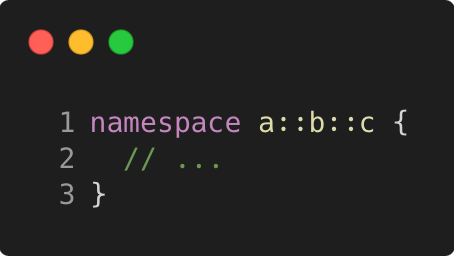 1 namespace a::b::c {
2   // ...
3 }